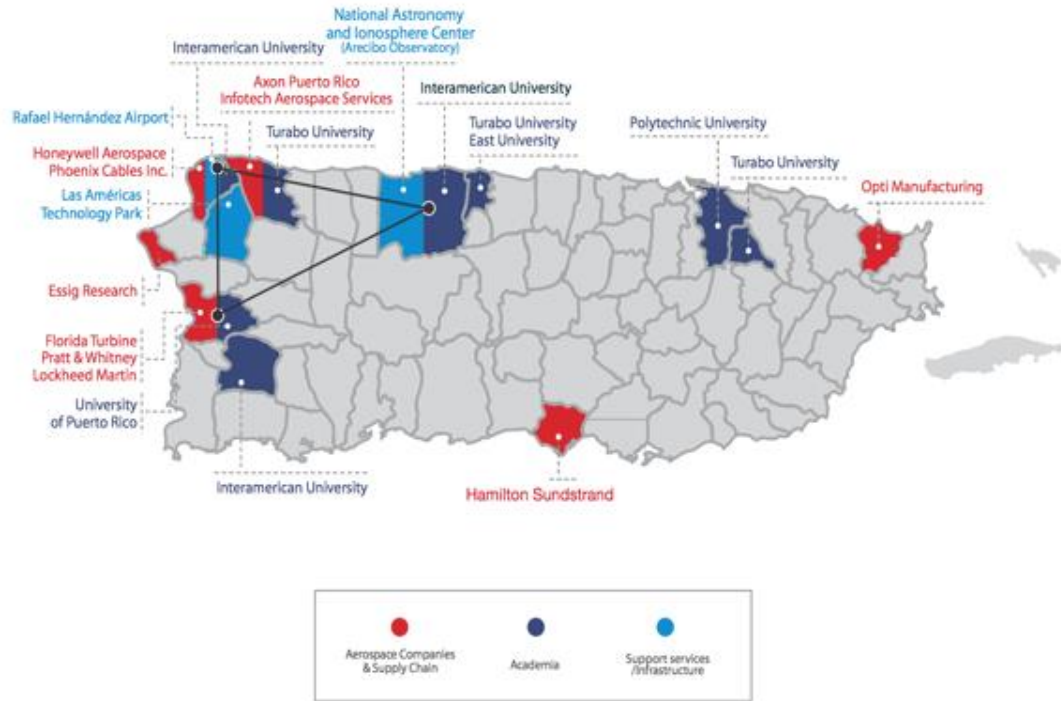 National Astronomy
and Ionosphere Center
(Arecibo Observatory)
Interamerican University
Axon Puerto Rico
Infotech Aerospace Services
Interamerican University
Rafael Hernández Airport
Turabo University
Turabo University
East University
Polytechnic University
Honeywell Aerospace
Phoenix Cables Inc.
Turabo University
Las Américas
Technology Park
Opti Manufacturing
Essig Research
Florida Turbine
Pratt & Whitney
Lockheed Martin
University
of Puerto Rico
Interamerican University
Hamilton Sundstrand
Aerospace Companies
& Supply Chain
Academia
Support services
/Infrastructure